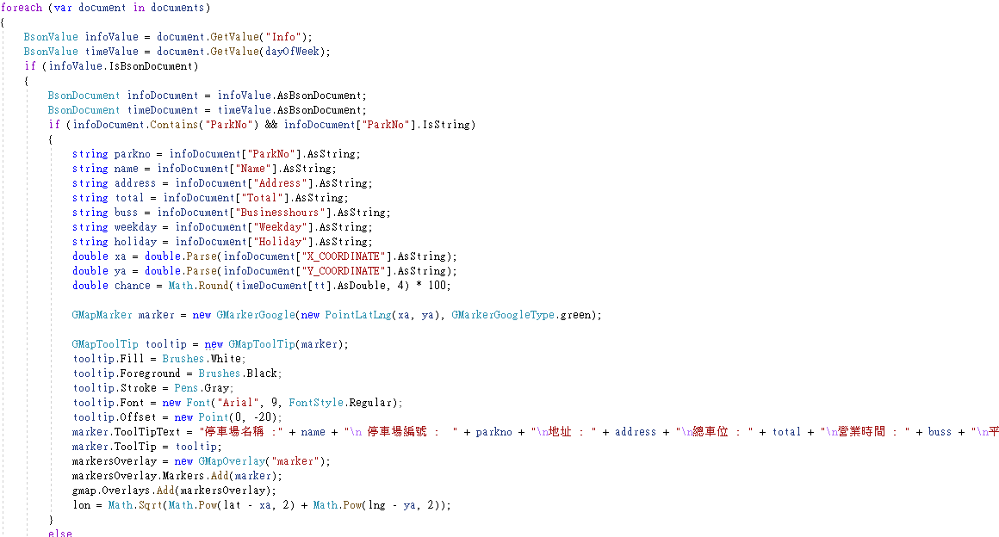 foreach (var document in documents)
{
BsonValue infoValue = document.GetValue("Info");
BsonValue timeValue = document.GetValue(dayOfWeek);
if (infoValue.IsBsonDocument)
{
BsonDocument infoDocument = infoValue.AsBsonDocument;
BsonDocument timeDocument = timeValue.AsBsonDocument;
if (infoDocument.Contains("ParkNo") && infoDocument["ParkNo"].IsString)
{
string parkno = infoDocument["ParkNo"].AsString;
string name = infoDocument["Name"].AsString;
string address = infoDocument["Address"].AsString;
string total = infoDocument["Total"].AsString;
string buss = infoDocument["Businesshours"].AsString;
string weekday = infoDocument["Weekday"].AsString;
string holiday = infoDocument["Holiday"].AsString;
double xa = double.Parse(infoDocument["X_COORDINATE"].AsString);
double ya = double.Parse(infoDocument["Y_COORDINATE"].AsString);
double chance = Math.Round(timeDocument[tt].AsDouble, 4) * 100;
GMapMarker marker = new GMarkerGoogle(new PointLatLng(xa, ya), GMarkerGoogleType.green);
GMapToolTip tooltip = new GMapToolTip(marker);
tooltip.Fill = Brushes.White;
tooltip.Foreground = Brushes.Black;
tooltip.Stroke = Pens.Gray;
tooltip.Font = new Font("Arial", 9, FontStyle.Regular);
tooltip.Offset = new Point(0, -20);
marker.ToolTipText = "停車場名稱 :" + name + "\n 停車場編號 :  " + parkno + "\n地址 : " + address + "\n總車位 : " + total + "\n營業時間 : " + buss + "\n平
marker.ToolTip = tooltip;
markersOverlay = new GMapOverlay("marker");
markersOverlay.Markers.Add(marker);
gmap.Overlays.Add(markersOverlay);
lon = Math.Sqrt(Math.Pow(lat - xa, 2) + Math.Pow(lng - ya, 2));
}
else